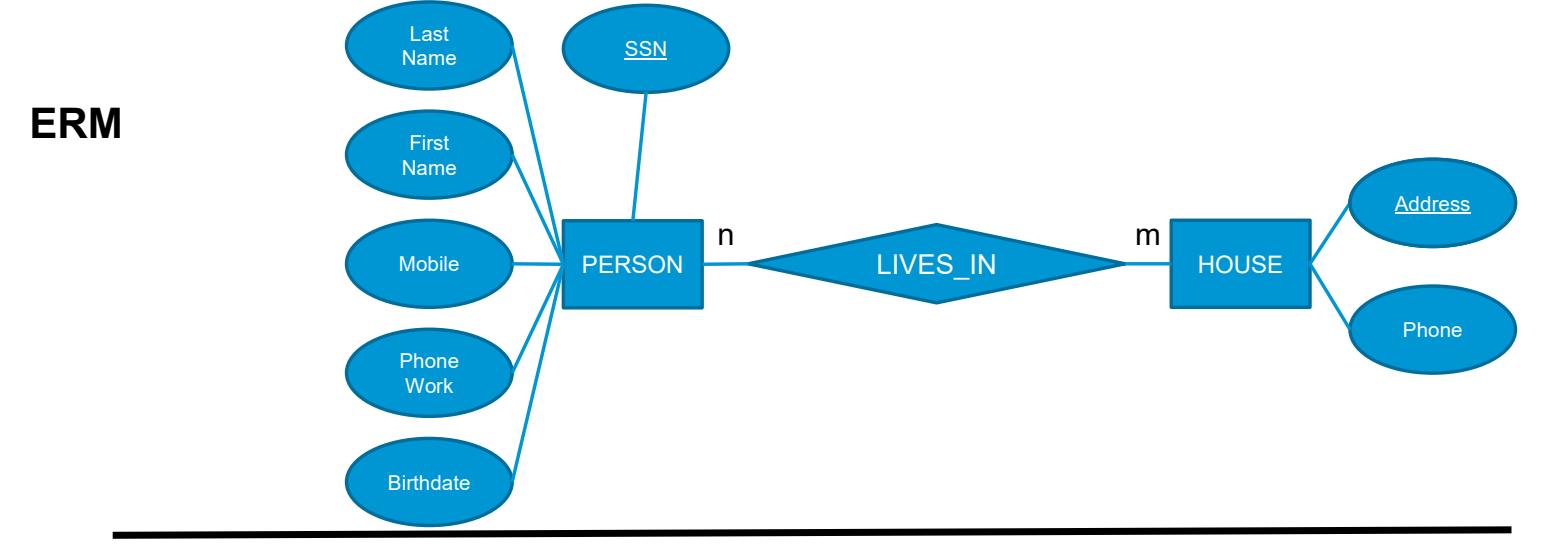 ERM
Last
Name
SSN
First
Name
Mobile
Phone
Work
Birthdate
PERSON
n
LIVES_IN
m
HOUSE
Address
Phone